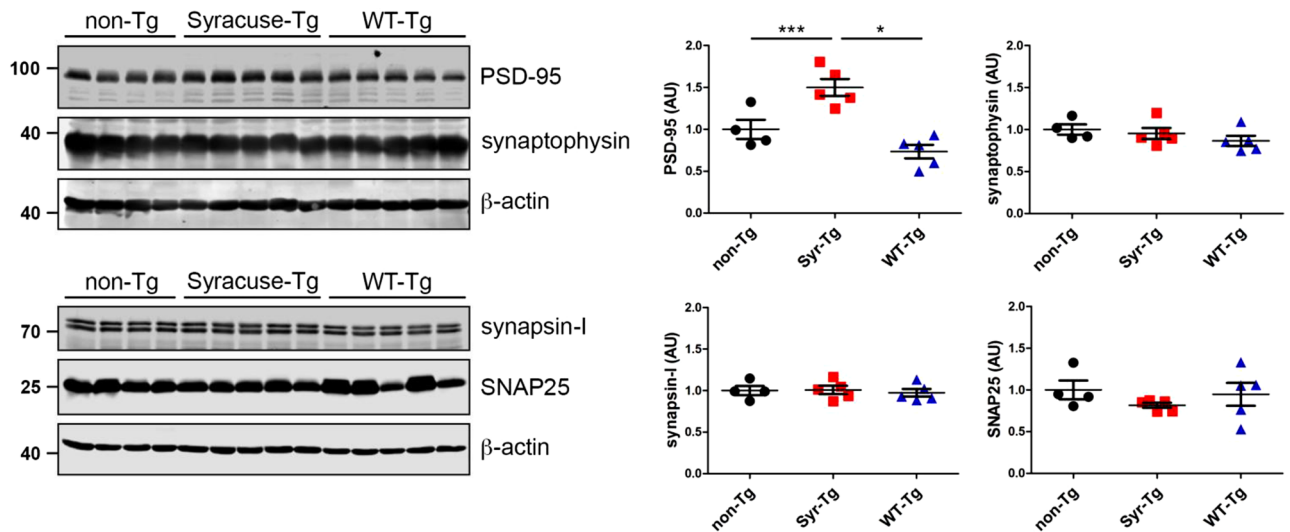 non-Tg Syracuse-Tg WT-Tg
100
PSD-95
40
synaptophysin
40
β-actin
non-Tg Syracuse-Tg WT-Tg
70
synapsin-I
25
SNAP25
40
β-actin
*** *
PSD-95 (AU)
2.0
1.5
1.0
0.5
0.0
non-Tg Syr-Tg WT-Tg
synaptophysin (AU)
2.0
1.5
1.0
0.5
0.0
non-Tg Syr-Tg WT-Tg
synapsin-I (AU)
2.0
1.5
1.0
0.5
0.0
non-Tg Syr-Tg WT-Tg
SNAP25 (AU)
2.0
1.5
1.0
0.5
0.0
non-Tg Syr-Tg WT-Tg